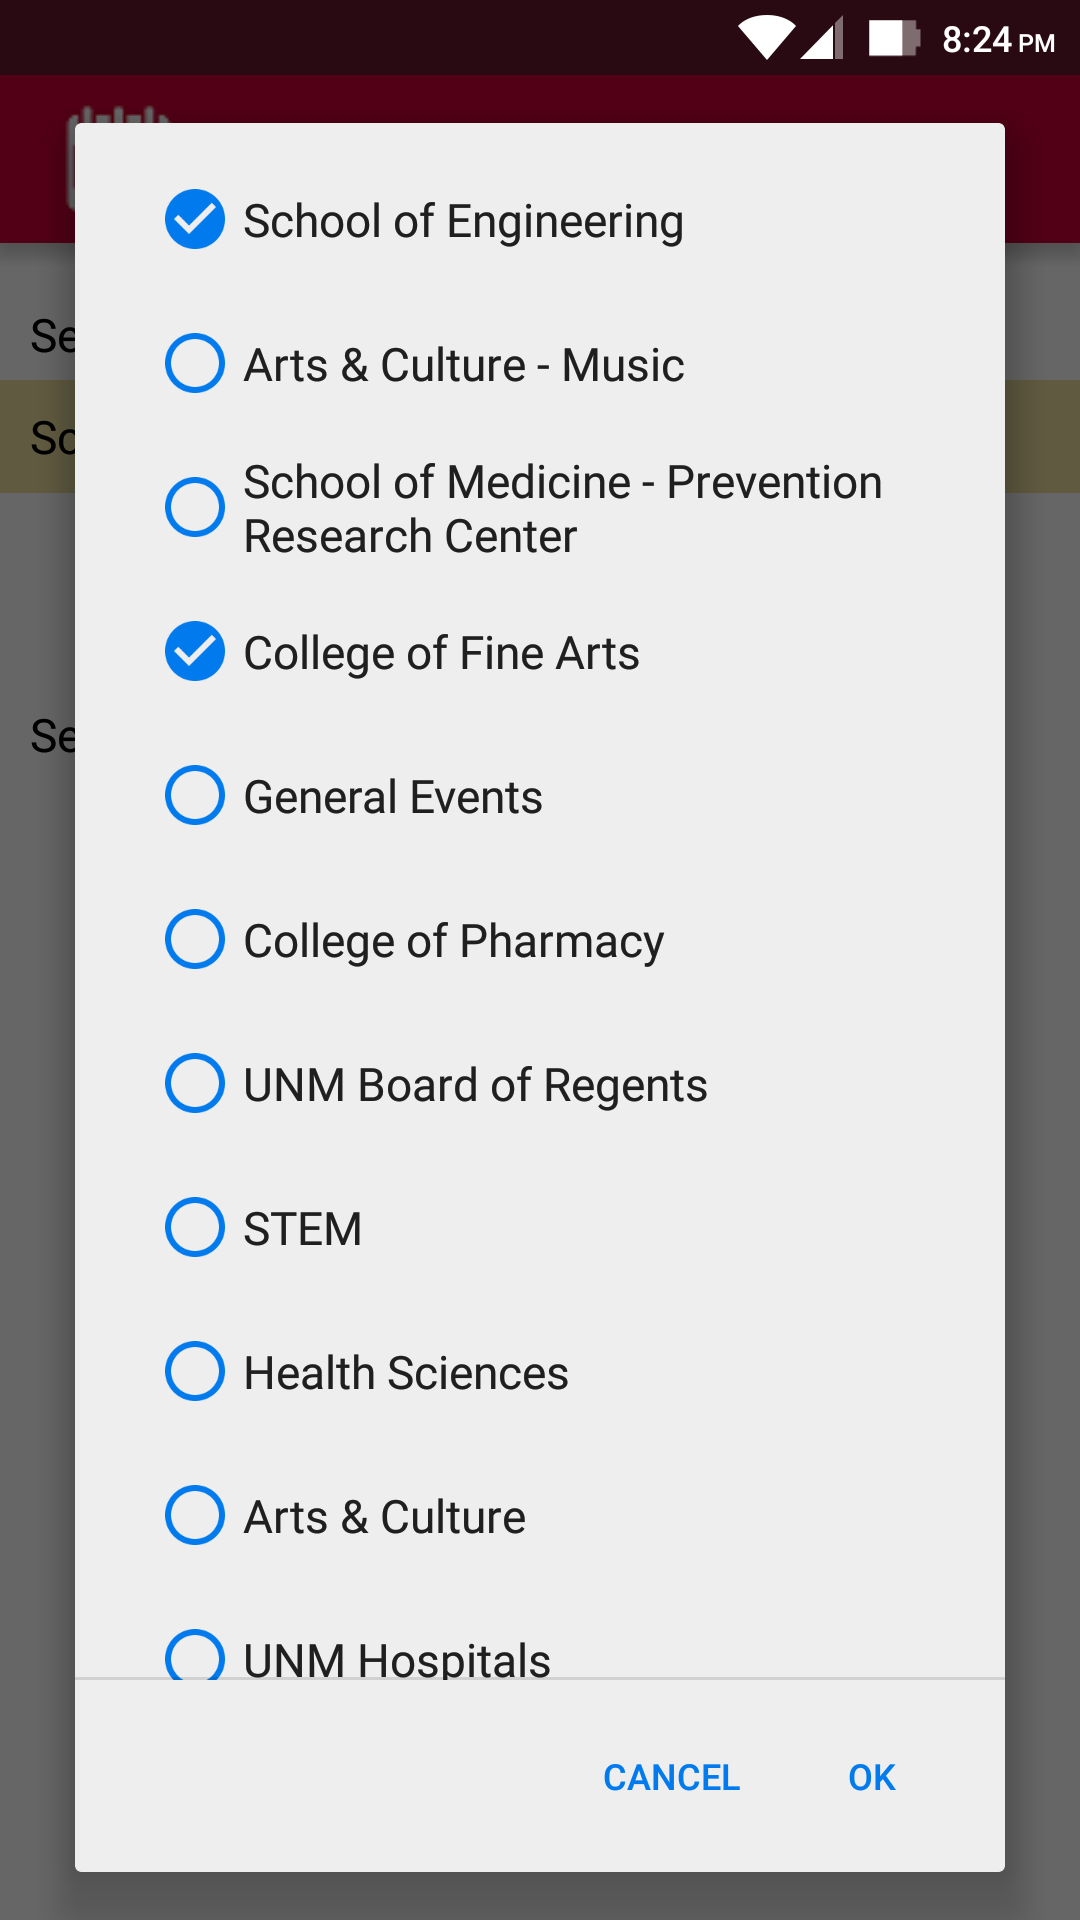 8:24 PM
School of Engineering
Se
Arts & Culture - Music
So
School of Medicine - Prevention
Research Center
College of Fine Arts
Se
General Events
College of Pharmacy
UNM Board of Regents
STEM
Health Sciences
Arts & Culture
UNM Hospitals
CANCEL OK